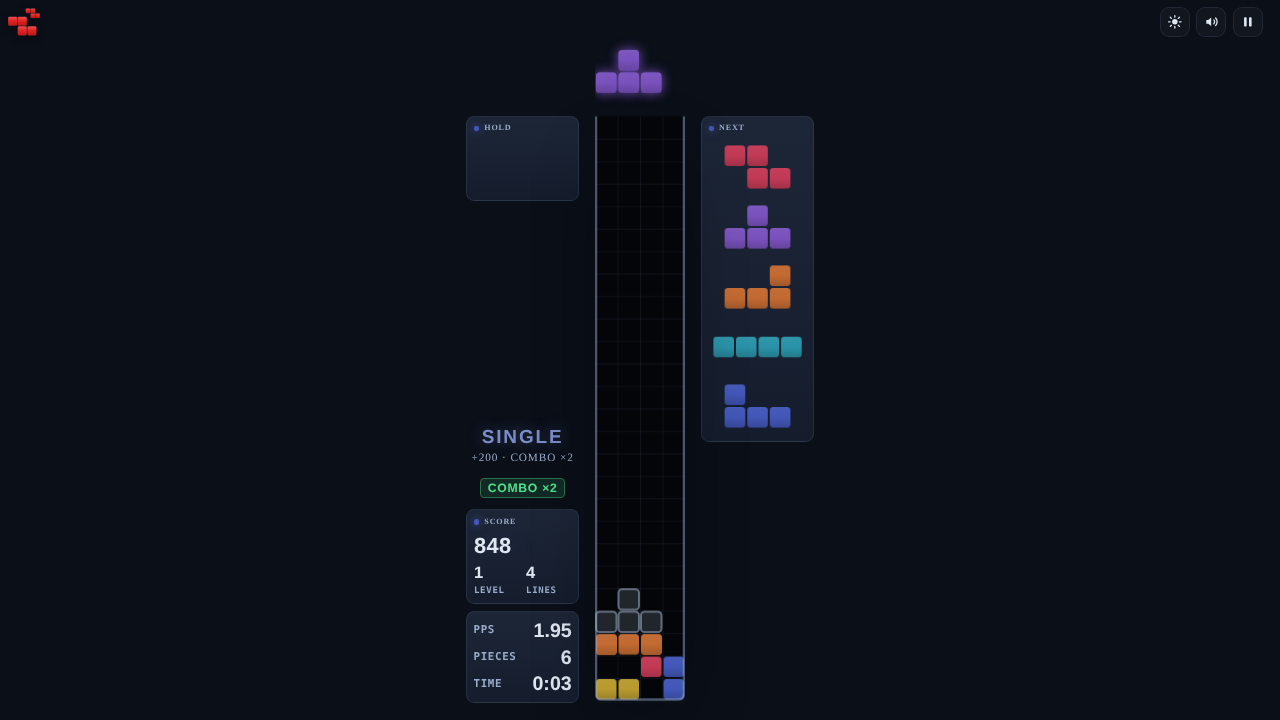 HOLD
NEXT
SINGLE
+200 · COMBO ×2
COMBO ×2
SCORE
848
1 4
LEVEL LINES
PPS 1.95
PIECES 6
TIME 0:03